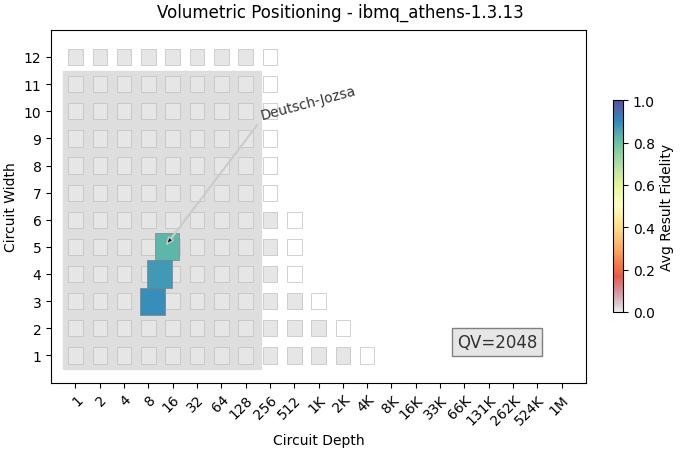 Volumetric Positioning - ibmq_athens-1.3.13
Circuit Width
12
11
10
9
8
7
6
5
4
3
2
1
Deutsch-Jozsa
QV=2048
1 2 4 8 16 32 64 128 256 512 1K 2K 4K 8K 16K 33K 66K 131K 262K 524K 1M
Circuit Depth
1.0
0.8
0.6
0.4
0.2
0.0
Avg Result Fidelity